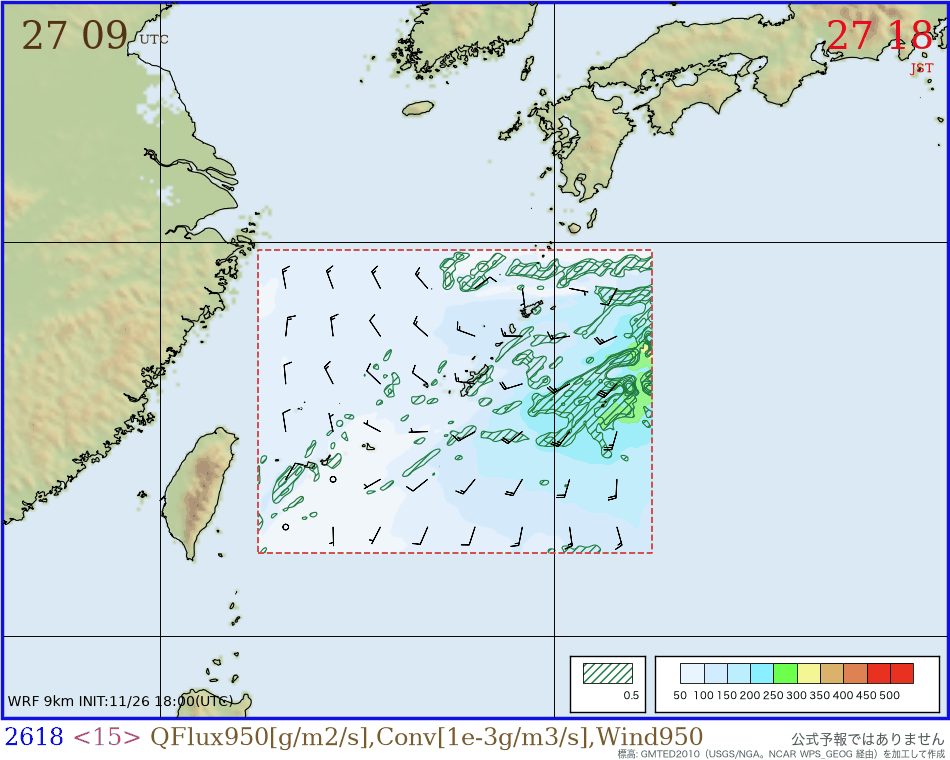 27 09 UTC
27 18
JST
0.5
50 100 150 200 250 300 350 400 450 500
WRF 9km INIT:11/26 18:00(UTC)
2618 <15> QFlux950[g/m2/s],Conv[1e-3g/m3/s],Wind950
公式予報ではありません
標高: GMTED2010（USGS/NGA。NCAR WPS_GEOG 経由）を加工して作成